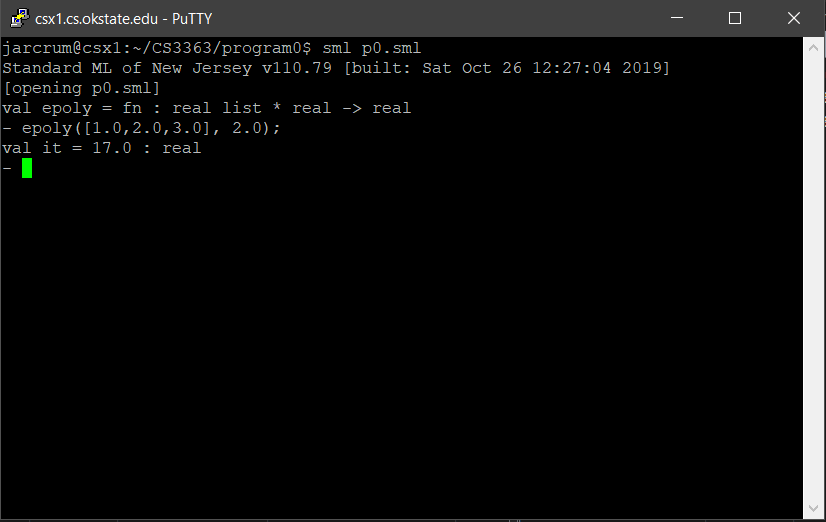 csx1.cs.okstate.edu - PuTTY
jarcrum@csx1:~/CS3363/program0$ sml p0.sml
Standard ML of New Jersey v110.79 [built: Sat Oct 26 12:27:04 2019]
[opening p0.sml]
val epoly = fn : real list * real -> real
- epoly([1.0,2.0,3.0], 2.0);
val it = 17.0 : real
-